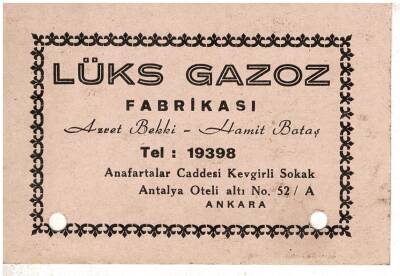 LÜKS GAZOZ
FABRİKASI
Azret Bekki - Hamit Bataş
Tel : 19398
Anafartalar Caddesi Kevgirli Sokak
Antalya Oteli altı No. 52 / A
ANKARA